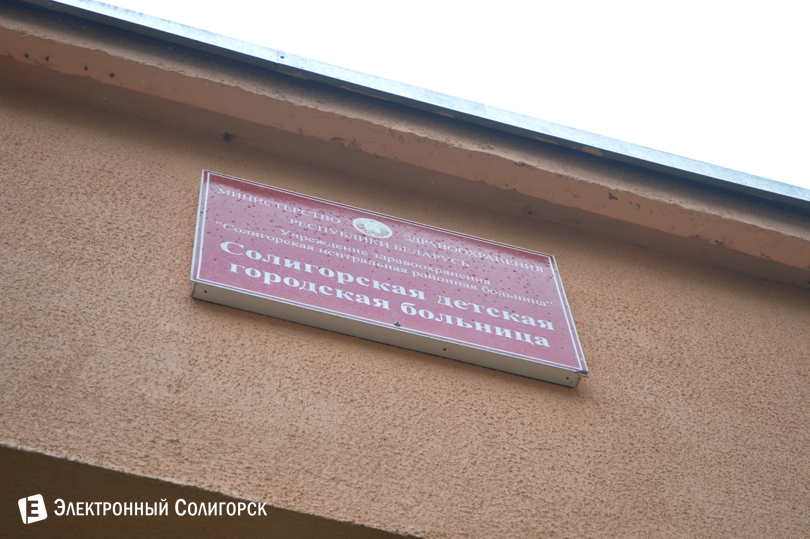 МИНИСТЕРСТВО ЗДРАВООХРАНЕНИЯ
РЕСПУБЛИКИ БЕЛАРУСЬ
Учреждение здравоохранения
"Солигорская центральная районная больница"
Солигорская детская
городская больница
Электронный Солигорск